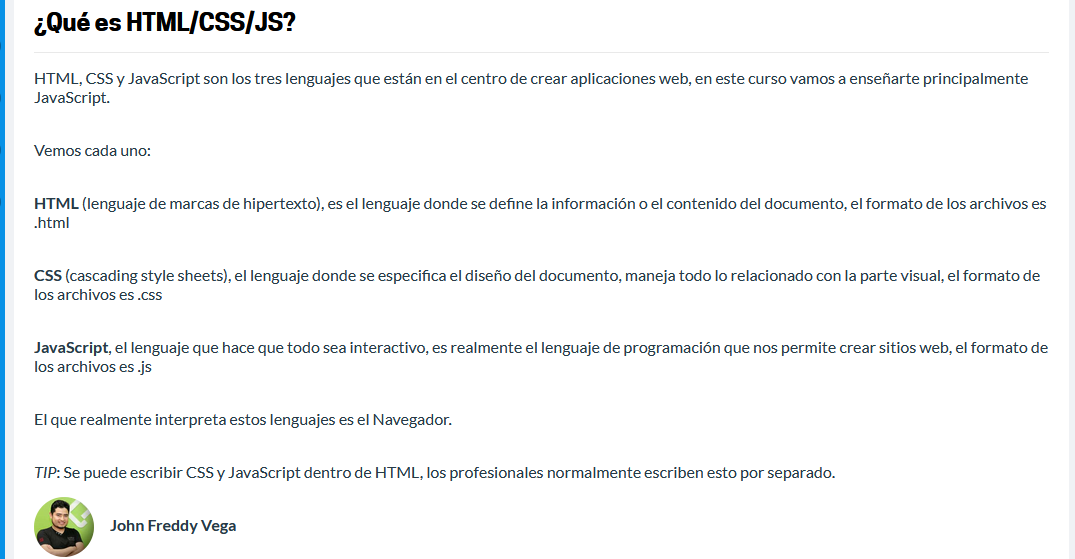 ¿Qué es HTML/CSS/JS?
HTML, CSS y JavaScript son los tres lenguajes que están en el centro de crear aplicaciones web, en este curso vamos a enseñarte principalmente
JavaScript.
Vemos cada uno:
HTML (lenguaje de marcas de hipertexto), es el lenguaje donde se define la información o el contenido del documento, el formato de los archivos es
.html
CSS (cascading style sheets), el lenguaje donde se especifica el diseño del documento, maneja todo lo relacionado con la parte visual, el formato de
los archivos es .css
JavaScript, el lenguaje que hace que todo sea interactivo, es realmente el lenguaje de programación que nos permite crear sitios web, el formato de
los archivos es .js
El que realmente interpreta estos lenguajes es el Navegador.
TIP: Se puede escribir CSS y JavaScript dentro de HTML, los profesionales normalmente escriben esto por separado.
John Freddy Vega